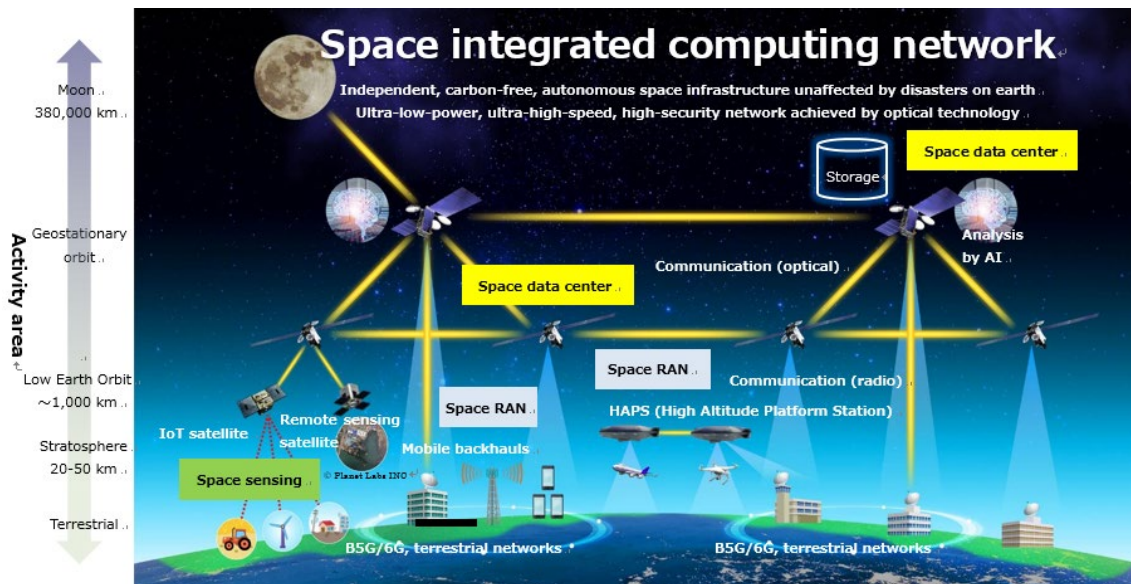 Space integrated computing network
Independent, carbon-free, autonomous space infrastructure unaffected by disasters on earth
Ultra-low-power, ultra-high-speed, high-security network achieved by optical technology
Activity area
Moon
380,000 km
Geostationary
orbit
Low Earth Orbit
~1,000 km
Stratosphere
20-50 km
Terrestrial
Storage
Space data center
Analysis
by AI
Communication (optical)
Space data center
Space RAN
Communication (radio)
Space RAN
HAPS (High Altitude Platform Station)
IoT satellite
Remote sensing
satellite
Mobile backhauls
© Planet Labs INC
Space sensing
B5G/6G, terrestrial networks
B5G/6G, terrestrial networks